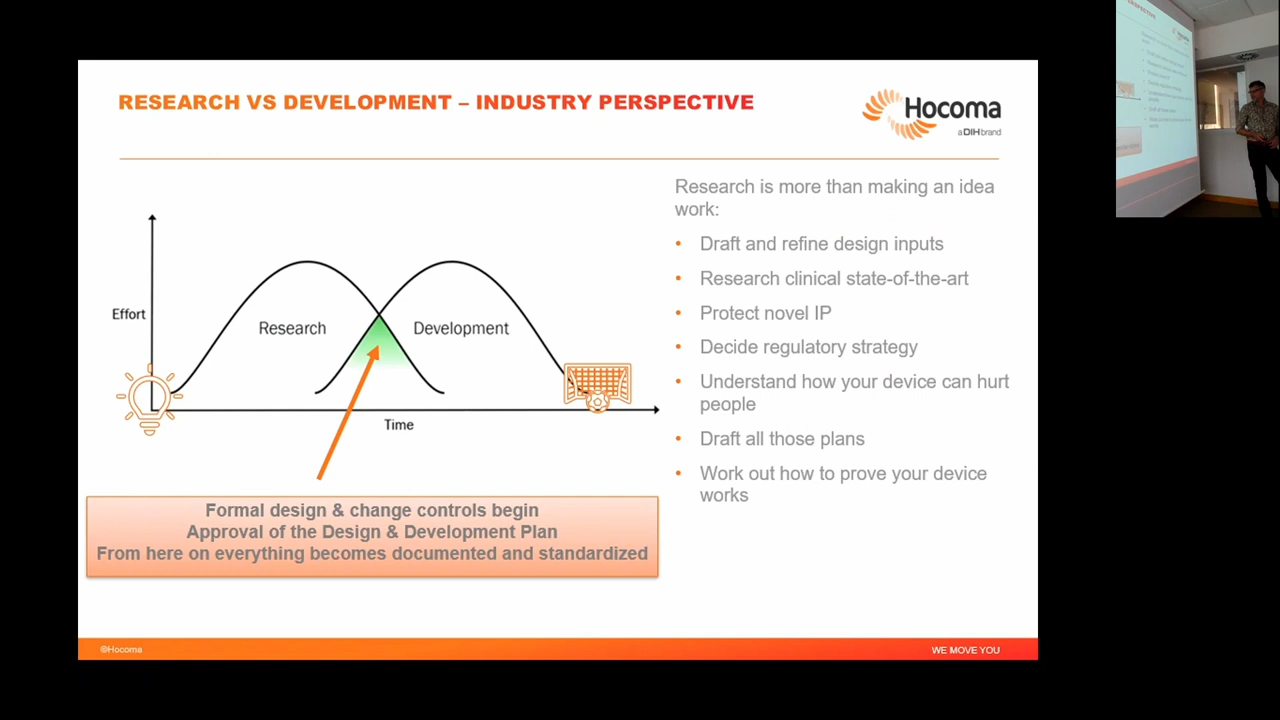 RESEARCH VS DEVELOPMENT – INDUSTRY PERSPECTIVE
Hocoma
a DIH brand
Effort
Research
Development
Time
Formal design & change controls begin
Approval of the Design & Development Plan
From here on everything becomes documented and standardized
Research is more than making an idea
work:
• Draft and refine design inputs
• Research clinical state-of-the-art
• Protect novel IP
• Decide regulatory strategy
• Understand how your device can hurt
people
• Draft all those plans
• Work out how to prove your device
works
©Hocoma
WE MOVE YOU
Hocoma